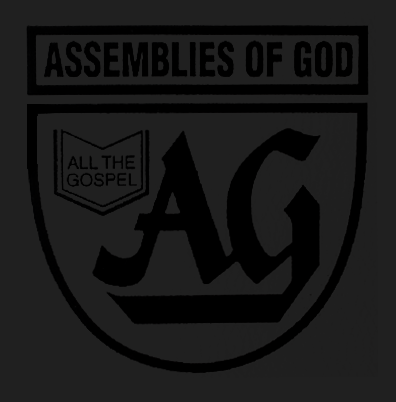 ASSEMBLIES OF GOD
ALL THE
GOSPEL
AG